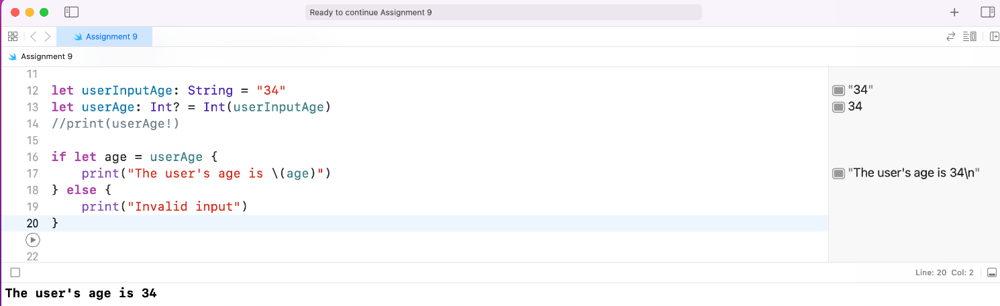 Ready to continue Assignment 9
Assignment 9
Assignment 9
11
12 let userInputAge: String = "34" "34"
13 let userAge: Int? = Int(userInputAge) 34
14 //print(userAge!)
15
16 if let age = userAge {
17     print("The user's age is \(age)") "The user's age is 34\n"
18 } else {
19     print("Invalid input")
20 }
22
Line: 20 Col: 2
The user's age is 34